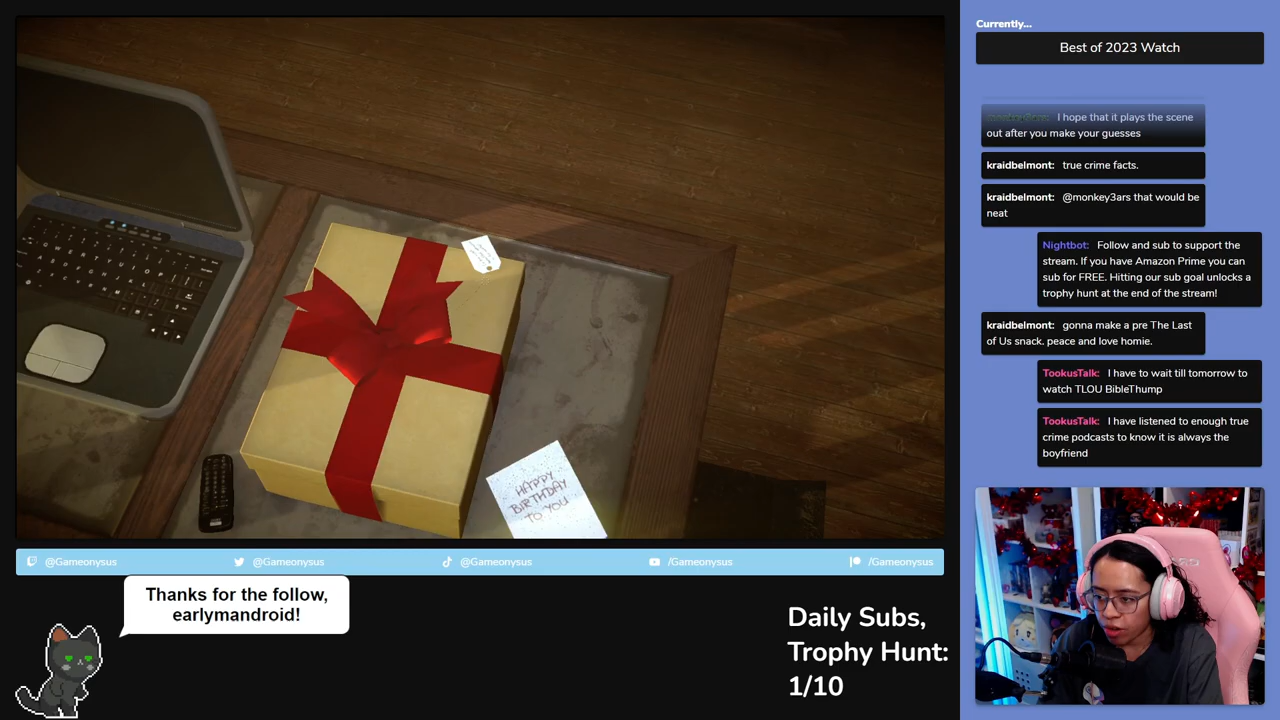 Currently...
Best of 2023 Watch
I hope that it plays the scene
out after you make your guesses
kraidbelmont: true crime facts.
kraidbelmont: @monkey3ars that would be
neat
Nightbot: Follow and sub to support the
stream. If you have Amazon Prime you can
sub for FREE. Hitting our sub goal unlocks a
trophy hunt at the end of the stream!
kraidbelmont: gonna make a pre The Last
of Us snack. peace and love homie.
TookusTalk: I have to wait till tomorrow to
watch TLOU BibleThump
TookusTalk: I have listened to enough true
crime podcasts to know it is always the
boyfriend
HAPPY
BIRTHDAY
TO YOU
@Gameonysus
@Gameonysus
@Gameonysus
/Gameonysus
/Gameonysus
Thanks for the follow,
earlymandroid!
Daily Subs,
Trophy Hunt:
1/10